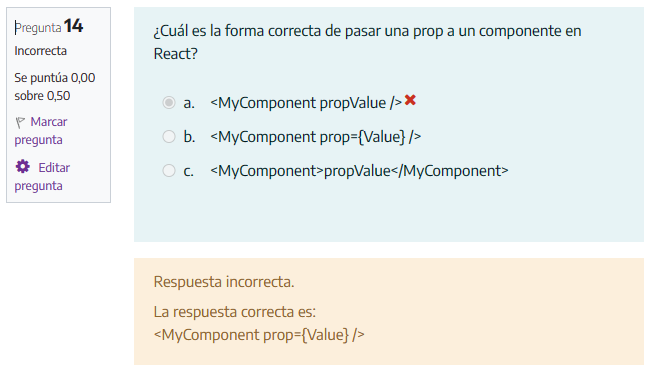 Pregunta 14
Incorrecta
Se puntúa 0,00
sobre 0,50
Marcar
pregunta
Editar
pregunta
¿Cuál es la forma correcta de pasar una prop a un componente en
React?
a. <MyComponent propValue />
b. <MyComponent prop={Value} />
c. <MyComponent>propValue</MyComponent>
Respuesta incorrecta.
La respuesta correcta es:
<MyComponent prop={Value} />